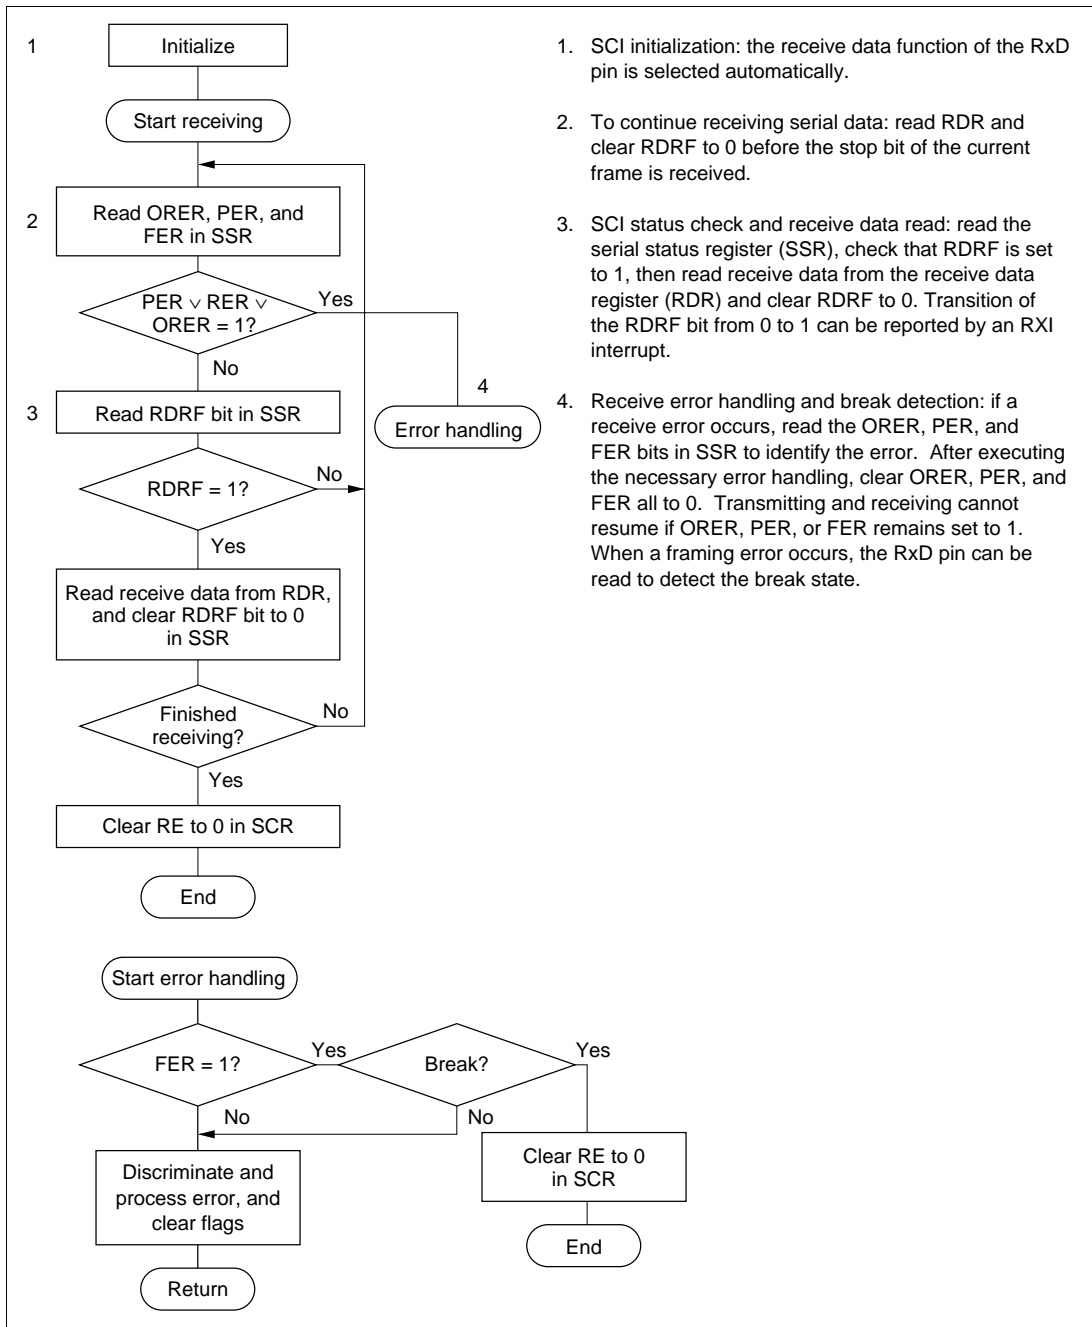 1
Initialize
Start receiving
2
Read ORER, PER, and
FER in SSR
PER ∨ RER ∨
ORER = 1?
Yes
No
4
Error handling
3
Read RDRF bit in SSR
RDRF = 1?
No
Yes
Read receive data from RDR,
and clear RDRF bit to 0
in SSR
Finished
receiving?
No
Yes
Clear RE to 0 in SCR
End
1. SCI initialization: the receive data function of the RxD
pin is selected automatically.
2. To continue receiving serial data: read RDR and
clear RDRF to 0 before the stop bit of the current
frame is received.
3. SCI status check and receive data read: read the
serial status register (SSR), check that RDRF is set
to 1, then read receive data from the receive data
register (RDR) and clear RDRF to 0. Transition of
the RDRF bit from 0 to 1 can be reported by an RXI
interrupt.
4. Receive error handling and break detection: if a
receive error occurs, read the ORER, PER, and
FER bits in SSR to identify the error. After executing
the necessary error handling, clear ORER, PER, and
FER all to 0. Transmitting and receiving cannot
resume if ORER, PER, or FER remains set to 1.
When a framing error occurs, the RxD pin can be
read to detect the break state.
Start error handling
FER = 1?
Yes
Break?
Yes
No
No
Discriminate and
process error, and
clear flags
Clear RE to 0
in SCR
End
Return